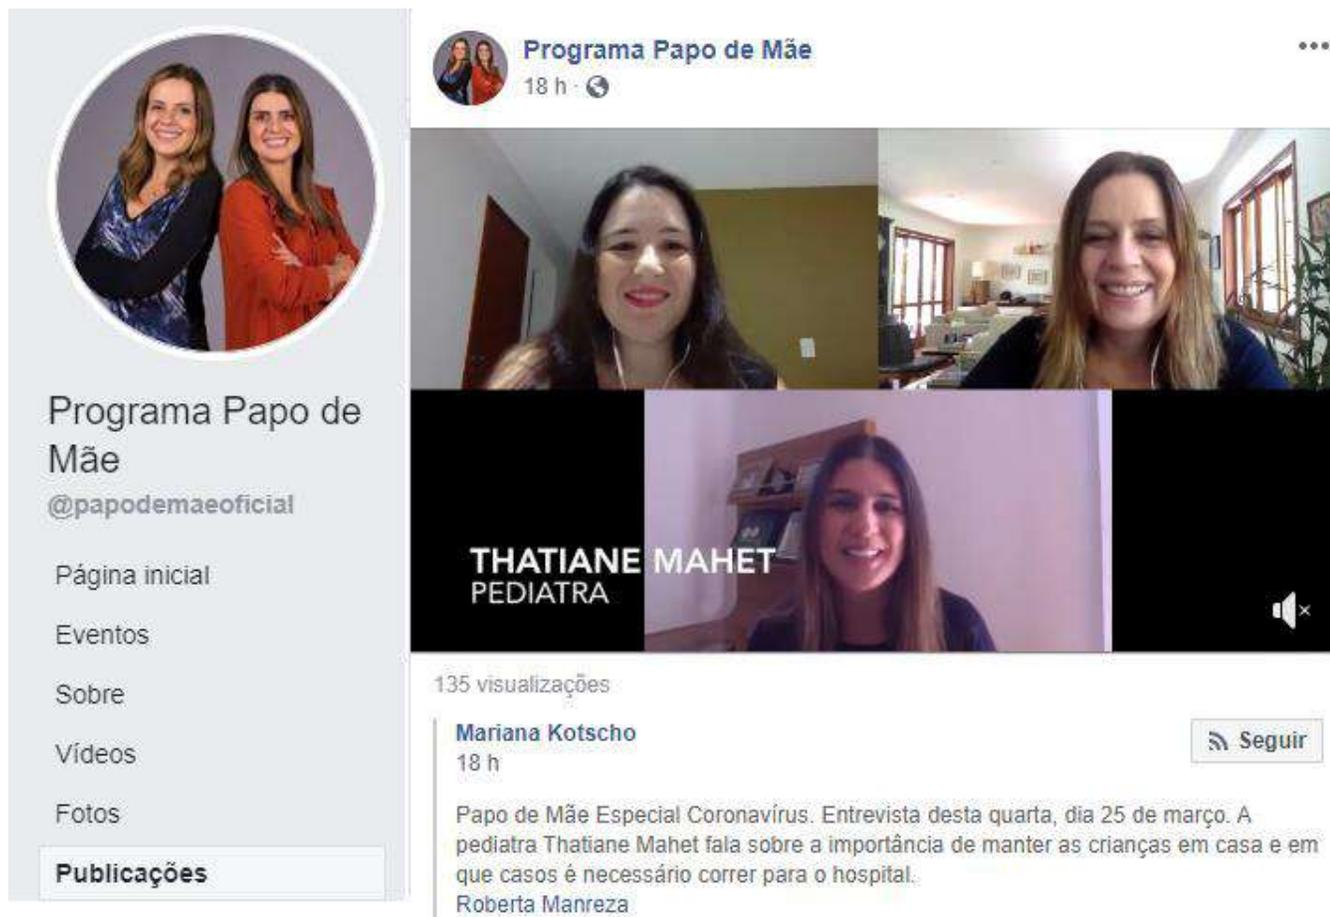 Programa Papo de
Mãe
@papodemaeoficial
Página inicial
Eventos
Sobre
Vídeos
Fotos
Publicações
Programa Papo de Mãe
18 h ·
THATIANE MAHET
PEDIATRA
135 visualizações
Mariana Kotscho
18 h
Seguir
Papo de Mãe Especial Coronavírus. Entrevista desta quarta, dia 25 de março. A
pediatra Thatiane Mahet fala sobre a importância de manter as crianças em casa e em
que casos é necessário correr para o hospital.
Roberta Manreza